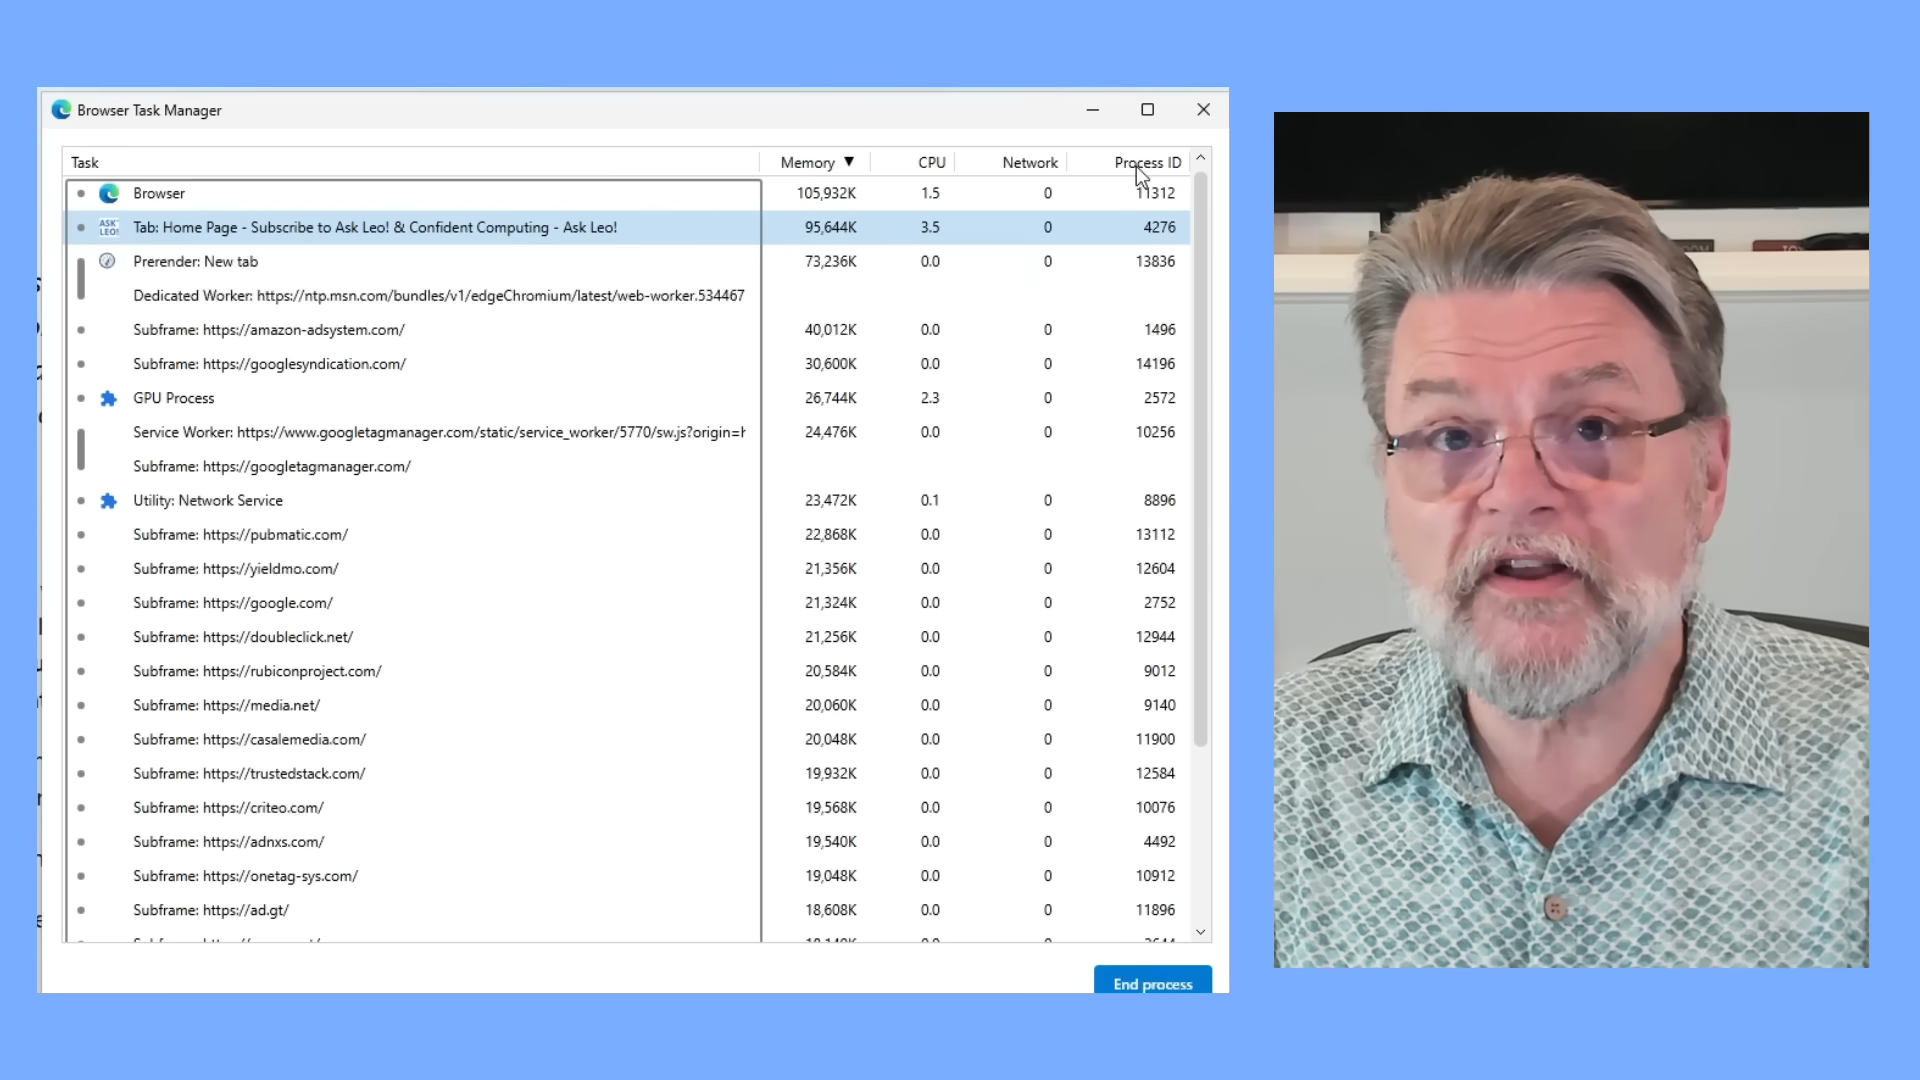 Browser Task Manager
Task Memory ▼ CPU Network Process ID
Browser 105,932K 1.5 0 11312
ASK LEO! Tab: Home Page - Subscribe to Ask Leo! & Confident Computing - Ask Leo! 95,644K 3.5 0 4276
Prerender: New tab 73,236K 0.0 0 13836
Dedicated Worker: https://ntp.msn.com/bundles/v1/edgeChromium/latest/web-worker.534467
Subframe: https://amazon-adsystem.com/ 40,012K 0.0 0 1496
Subframe: https://googlesyndication.com/ 30,600K 0.0 0 14196
GPU Process 26,744K 2.3 0 2572
Service Worker: https://www.googletagmanager.com/static/service_worker/5770/sw.js?origin=h 24,476K 0.0 0 10256
Subframe: https://googletagmanager.com/
Utility: Network Service 23,472K 0.1 0 8896
Subframe: https://pubmatic.com/ 22,868K 0.0 0 13112
Subframe: https://yieldmo.com/ 21,356K 0.0 0 12604
Subframe: https://google.com/ 21,324K 0.0 0 2752
Subframe: https://doubleclick.net/ 21,256K 0.0 0 12944
Subframe: https://rubiconproject.com/ 20,584K 0.0 0 9012
Subframe: https://media.net/ 20,060K 0.0 0 9140
Subframe: https://casalemedia.com/ 20,048K 0.0 0 11900
Subframe: https://trustedstack.com/ 19,932K 0.0 0 12584
Subframe: https://criteo.com/ 19,568K 0.0 0 10076
Subframe: https://adnxs.com/ 19,540K 0.0 0 4492
Subframe: https://onetag-sys.com/ 19,048K 0.0 0 10912
Subframe: https://ad.gt/ 18,608K 0.0 0 11896
End process